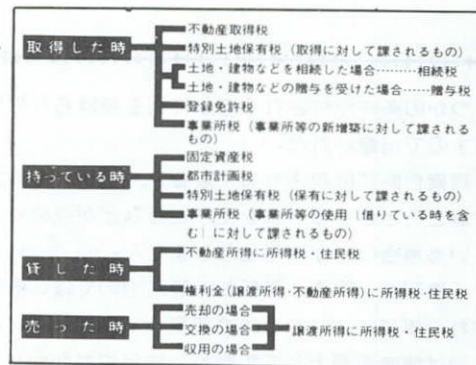 取得した時
不動産取得税
特別土地保有税（取得に対して課されるもの）
土地・建物などを相続した場合………相続税
土地・建物などの贈与を受けた場合……贈与税
登録免許税
事業所税（事業所等の新増築に対して課される
もの）
持っている時
固定資産税
都市計画税
特別土地保有税（保有に対して課されるもの）
事業所税（事業所等の使用〔借りている時を含
む〕に対して課されるもの）
貸した時
不動産所得に所得税・住民税
権利金（譲渡所得・不動産所得）に所得税・住民税
売った時
売却の場合
交換の場合
収用の場合
譲渡所得に所得税・住民税